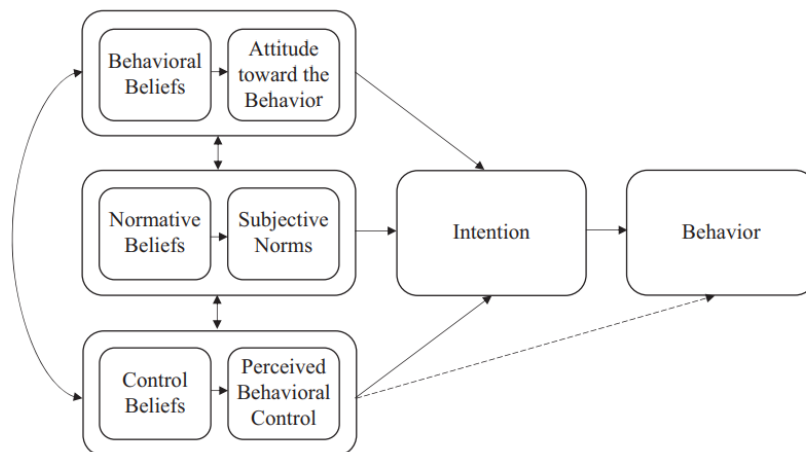 Behavioral
Beliefs
Attitude
toward the
Behavior
Normative
Beliefs
Subjective
Norms
Intention
Behavior
Control
Beliefs
Perceived
Behavioral
Control